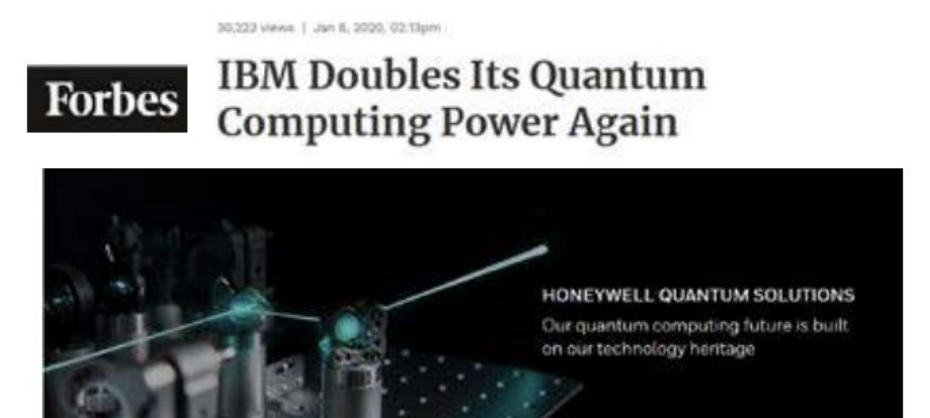 30,223 views | Jan 8, 2020, 02:13pm
Forbes
IBM Doubles Its Quantum
Computing Power Again
HONEYWELL QUANTUM SOLUTIONS
Our quantum computing future is built
on our technology heritage